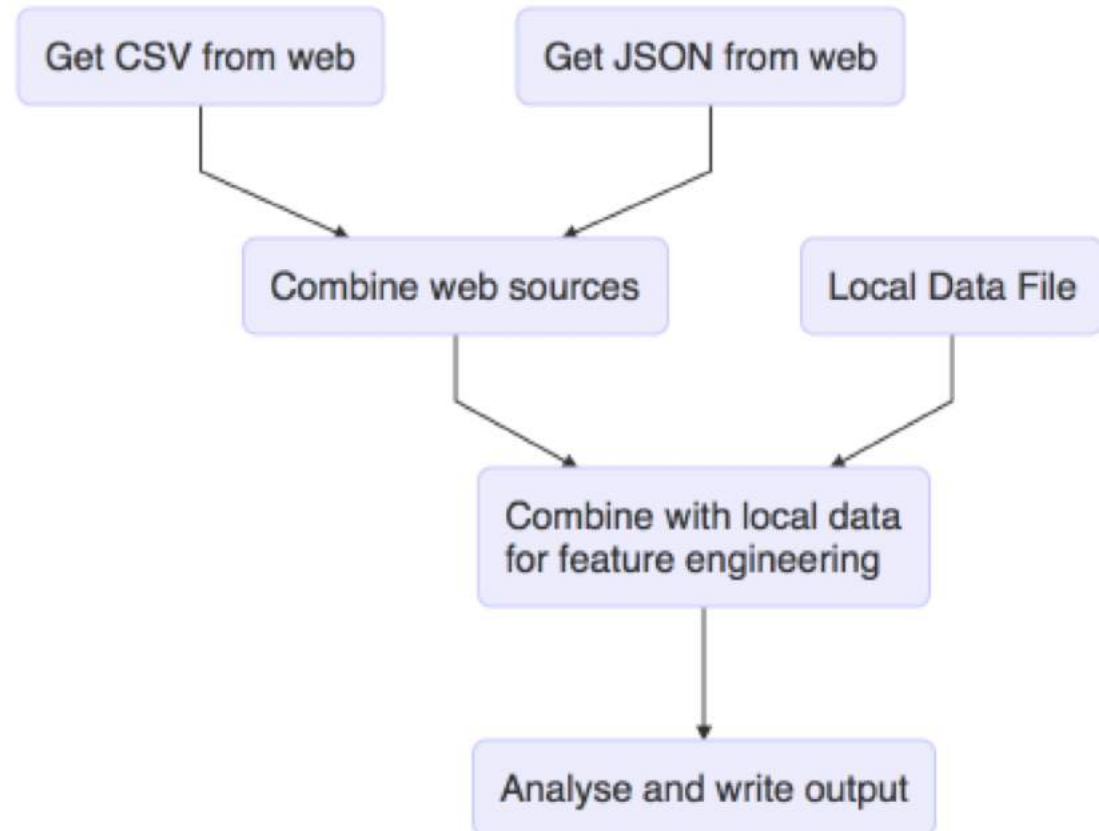 Get CSV from web
Get JSON from web
Combine web sources
Local Data File
Combine with local data
for feature engineering
Analyse and write output